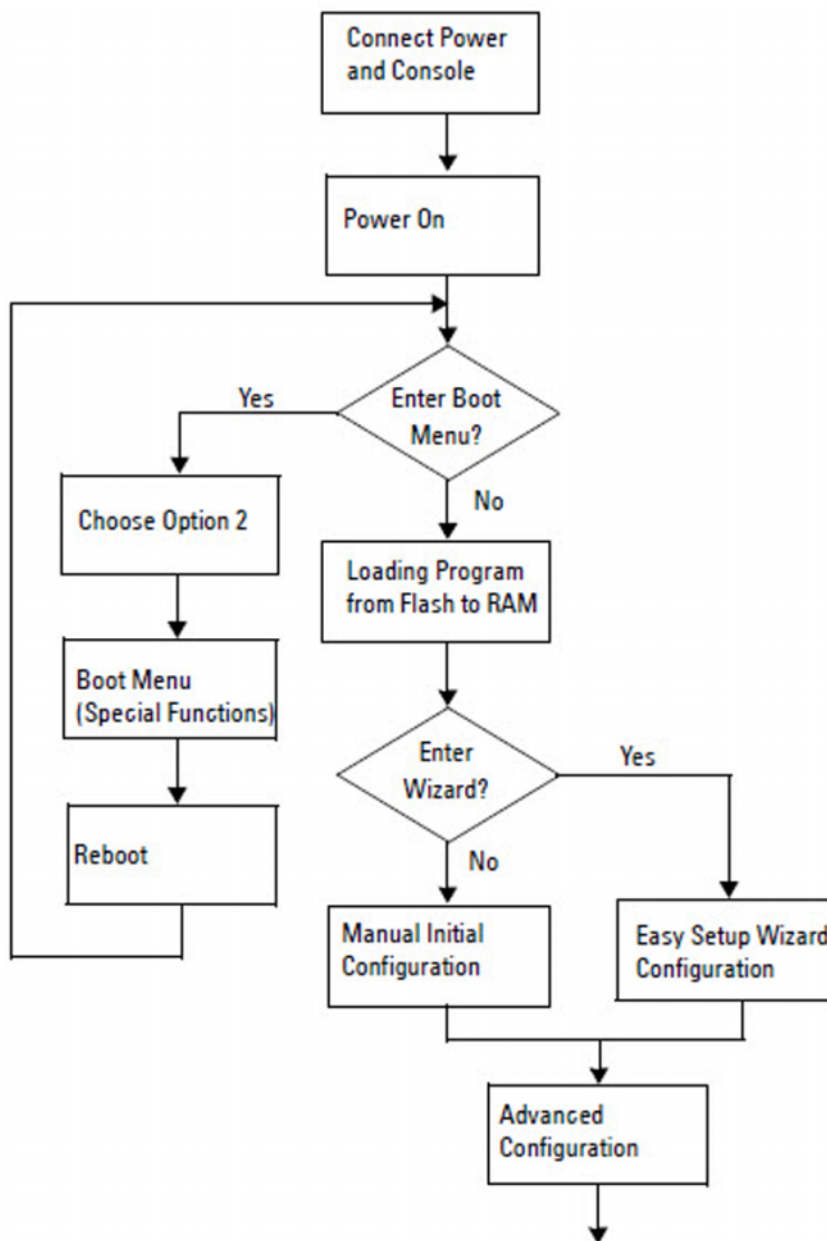 Connect Power
and Console
Power On
Enter Boot
Menu?
Yes
No
Choose Option 2
Loading Program
from Flash to RAM
Boot Menu
(Special Functions)
Enter
Wizard?
Yes
No
Reboot
Manual Initial
Configuration
Easy Setup Wizard
Configuration
Advanced
Configuration